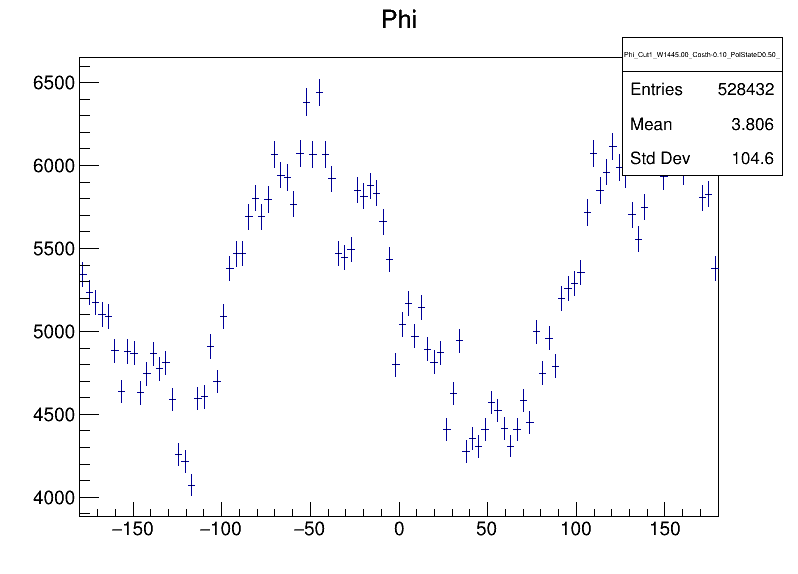 Phi
Phi_Cut1_W1445.00_Costh-0.10_PolStateD0.50_
Entries 528432
Mean 3.806
Std Dev 104.6
6500
6000
5500
5000
4500
4000
−150 −100 −50 0 50 100 150